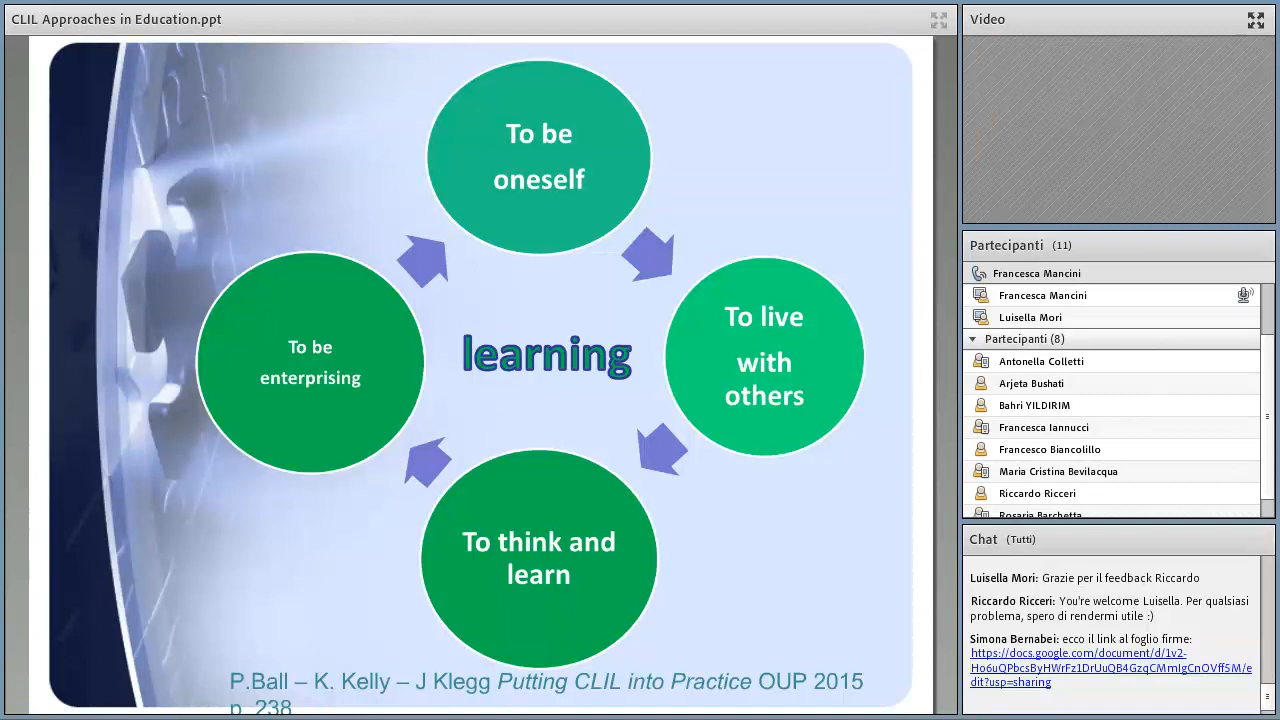 CLIL Approaches in Education.ppt
To be
oneself
To live
with
others
To think and
learn
To be
enterprising
learning
P.Ball – K. Kelly – J Klegg Putting CLIL into Practice OUP 2015
p. 238
Video
Partecipanti (11)
Francesca Mancini
Francesca Mancini
Luisella Mori
Partecipanti (8)
Antonella Colletti
Arjeta Bushati
Bahri YILDIRIM
Francesca Iannucci
Francesco Biancolillo
Maria Cristina Bevilacqua
Riccardo Ricceri
Rosaria Barchetta
Chat (Tutti)
Luisella Mori: Grazie per il feedback Riccardo
Riccardo Ricceri: You're welcome Luisella. Per qualsiasi
problema, spero di rendermi utile :)
Simona Bernabei: ecco il link al foglio firme:
https://docs.google.com/document/d/1v2-
Ho6uQPbcsByHWrFz1DrUuQB4GzqCMmIgCnOVff5M/e
dit?usp=sharing